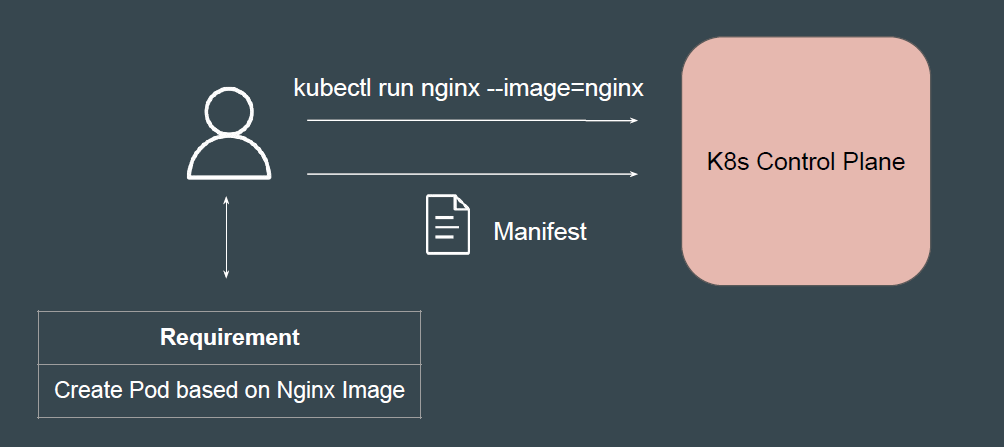 kubectl run nginx --image=nginx
K8s Control Plane
Manifest
Requirement
Create Pod based on Nginx Image